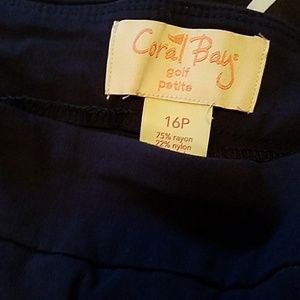 Coral Bay®
golf
petite
16P
75% rayon
22% nylon